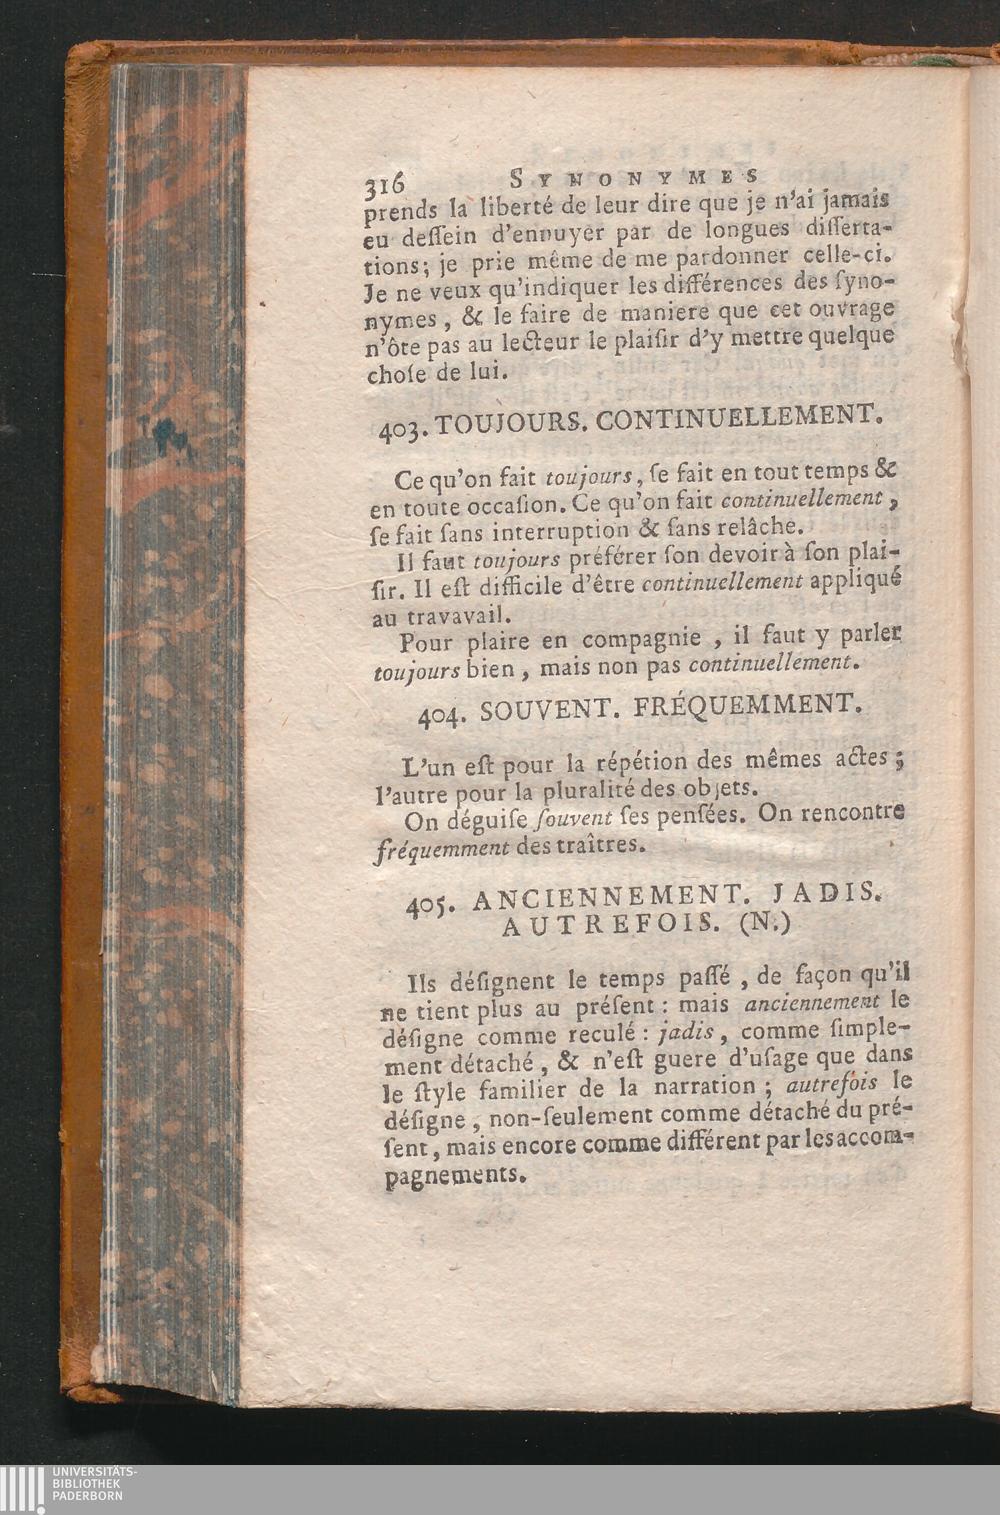 316 SYNONYMES
prends la liberté de leur dire que je n'ai jamais
eu deſſein d'ennuyer par de longues diſſerta-
tions; je prie même de me pardonner celle-ci.
Je ne veux qu'indiquer les différences des ſyno-
nymes, & le faire de maniere que cet ouvrage
n'ôte pas au lecteur le plaiſir d'y mettre quelque
choſe de lui.
403. TOUJOURS. CONTINUELLEMENT.
Ce qu'on fait toujours, ſe fait en tout temps &
en toute occaſion. Ce qu'on fait continuellement,
ſe fait ſans interruption & ſans relâche.
Il faut toujours préférer ſon devoir à ſon plai-
ſir. Il eſt difficile d'être continuellement appliqué
au travavail.
Pour plaire en compagnie, il faut y parler
toujours bien, mais non pas continuellement.
404. SOUVENT. FRÉQUEMMENT.
L'un eſt pour la répétion des mêmes actes;
l'autre pour la pluralité des objets.
On déguiſe ſouvent ſes penſées. On rencontre
fréquemment des traîtres.
405. ANCIENNEMENT. JADIS.
AUTREFOIS. (N.)
Ils déſignent le temps paſſé, de façon qu'il
ne tient plus au préſent: mais anciennement le
déſigne comme reculé: jadis, comme ſimple-
ment détaché, & n'eſt guere d'uſage que dans
le ſtyle familier de la narration; autrefois le
déſigne, non-ſeulement comme détaché du pré-
ſent, mais encore comme différent par les accom-
pagnements.
UNIVERSITÄTS-
BIBLIOTHEK
PADERBORN